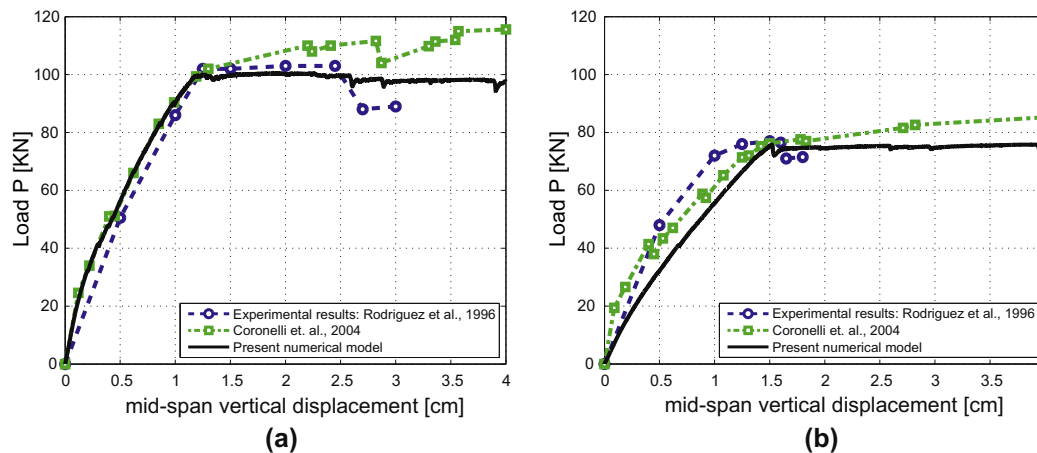 120
100
80
60
40
20
0
Load P [KN]
0 0.5 1 1.5 2 2.5 3 3.5 4
mid-span vertical displacement [cm]
Experimental results: Rodriguez et al., 1996
Coronelli et. al., 2004
Present numerical model
(a)
120
100
80
60
40
20
0
Load P [KN]
0 0.5 1 1.5 2 2.5 3 3.5
mid-span vertical displacement [cm]
Experimental results: Rodriguez et al., 1996
Coronelli et. al., 2004
Present numerical model
(b)